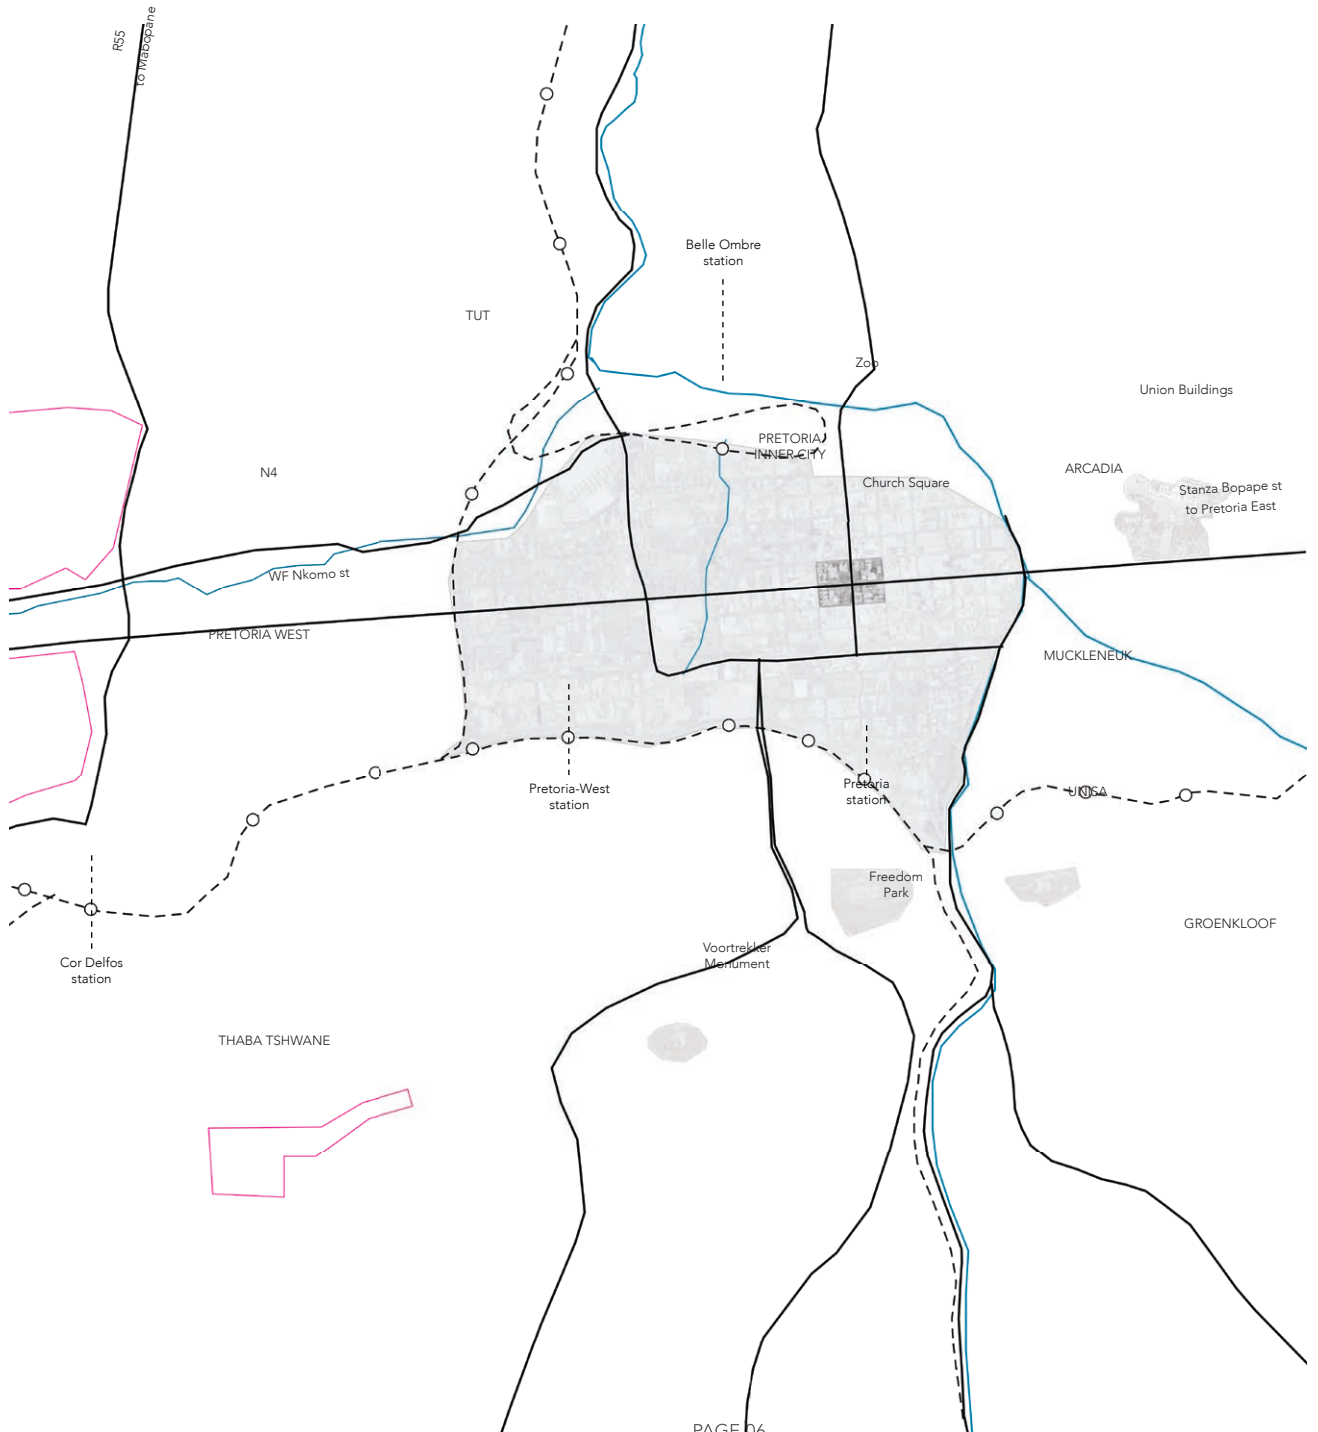 R55
to Mabopane
Belle Ombre
station
TUT
Zoo
Union Buildings
PRETORIA
INNER CITY
N4
Church Square
ARCADIA
Stanza Bopape st
to Pretoria East
WF Nkomo st
PRETORIA WEST
MUCKLENEUK
Pretoria-West
station
Pretoria
station
UNISA
Freedom
Park
GROENKLOOF
Voortrekker
Monument
Cor Delfos
station
THABA TSHWANE
PAGE 06